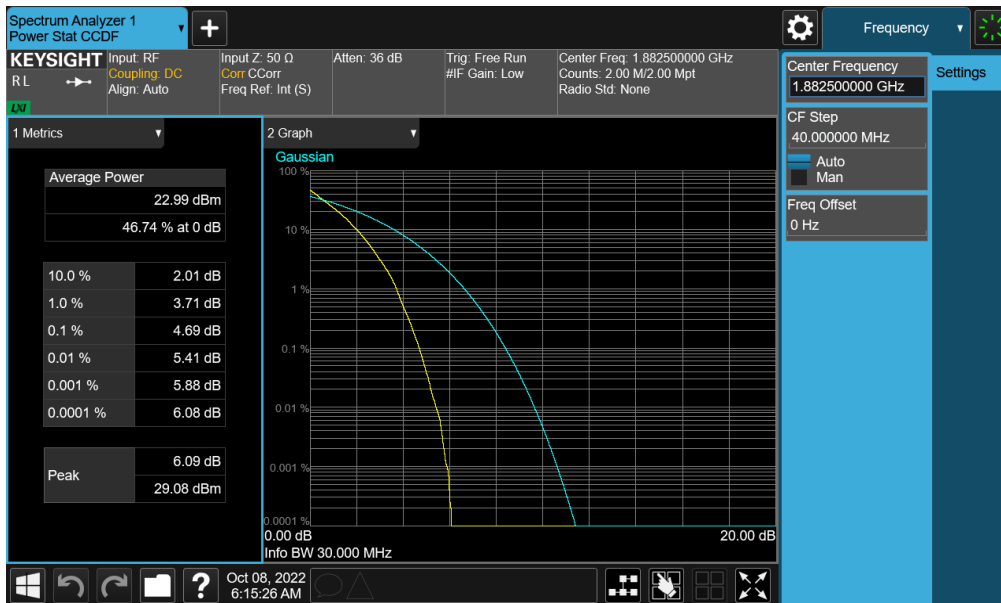 Spectrum Analyzer 1
Power Stat CCDF
Frequency
KEYSIGHT
RL
LXI
Input: RF
Coupling: DC
Align: Auto
Input Z: 50 Ω
Corr CCorr
Freq Ref: Int (S)
Atten: 36 dB
Trig: Free Run
#IF Gain: Low
Center Freq: 1.882500000 GHz
Counts: 2.00 M/2.00 Mpt
Radio Std: None
Center Frequency
1.882500000 GHz
Settings
CF Step
40.000000 MHz
Auto
Man
Freq Offset
0 Hz
1 Metrics
Average Power
22.99 dBm
46.74 % at 0 dB
10.0 % 2.01 dB
1.0 % 3.71 dB
0.1 % 4.69 dB
0.01 % 5.41 dB
0.001 % 5.88 dB
0.0001 % 6.08 dB
Peak
6.09 dB
29.08 dBm
2 Graph
Gaussian
100 %
10 %
1 %
0.1 %
0.01 %
0.001 %
0.0001 %
0.00 dB 20.00 dB
Info BW 30.000 MHz
Oct 08, 2022
6:15:26 AM